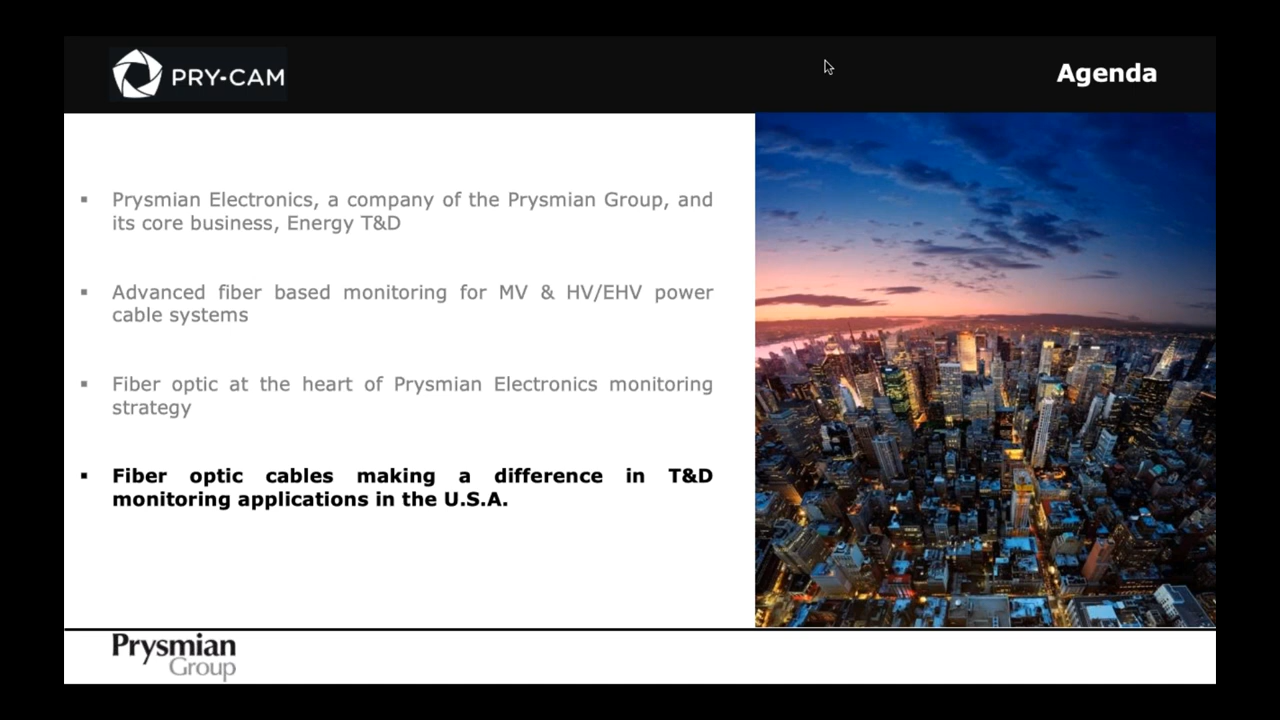 PRY-CAM
Agenda
▪ Prysmian Electronics, a company of the Prysmian Group, and
its core business, Energy T&D
▪ Advanced fiber based monitoring for MV & HV/EHV power
cable systems
▪ Fiber optic at the heart of Prysmian Electronics monitoring
strategy
▪ Fiber optic cables making a difference in T&D
monitoring applications in the U.S.A.
Prysmian
Group